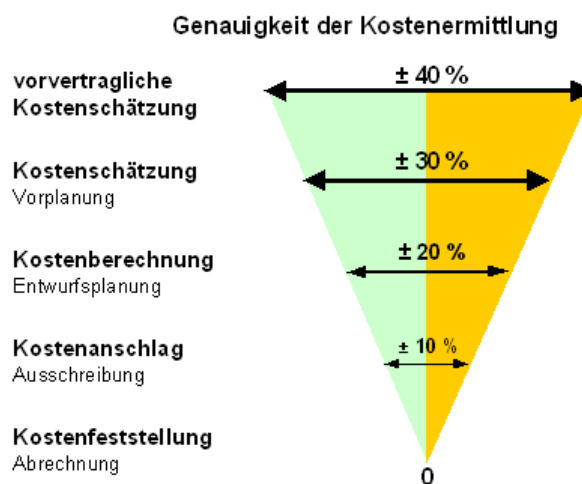 Genauigkeit der Kostenermittlung
vorvertragliche
Kostenschätzung
± 40 %
Kostenschätzung
Vorplanung
± 30 %
Kostenberechnung
Entwurfsplanung
± 20 %
Kostenanschlag
Ausschreibung
± 10 %
Kostenfeststellung
Abrechnung
0